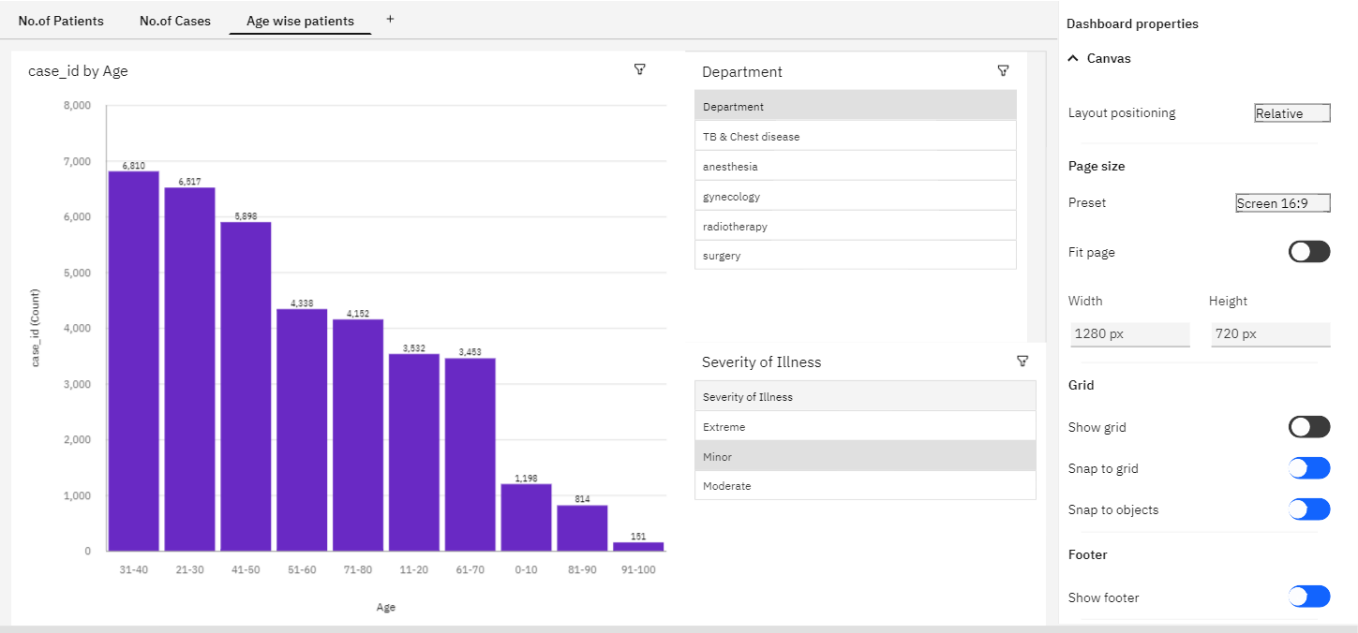 No.of Patients No.of Cases Age wise patients +
case_id by Age
8,000
7,000
6,000
5,000
4,000
3,000
2,000
1,000
0
case_id (Count)
6,810
6,517
5,898
4,338
4,152
3,532
3,453
1,198
814
151
31-40 21-30 41-50 51-60 71-80 11-20 61-70 0-10 81-90 91-100
Age
Department
Department
TB & Chest disease
anesthesia
gynecology
radiotherapy
surgery
Severity of Illness
Severity of Illness
Extreme
Minor
Moderate
Dashboard properties
Canvas
Layout positioning Relative
Page size
Preset Screen 16:9
Fit page
Width Height
1280 px 720 px
Grid
Show grid
Snap to grid
Snap to objects
Footer
Show footer